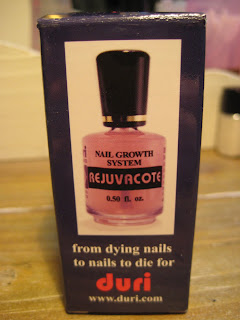 NAIL GROWTH
SYSTEM
REJUVACOTE
0.50 fl. oz.
from dying nails
to nails to die for
duri
www.duri.com